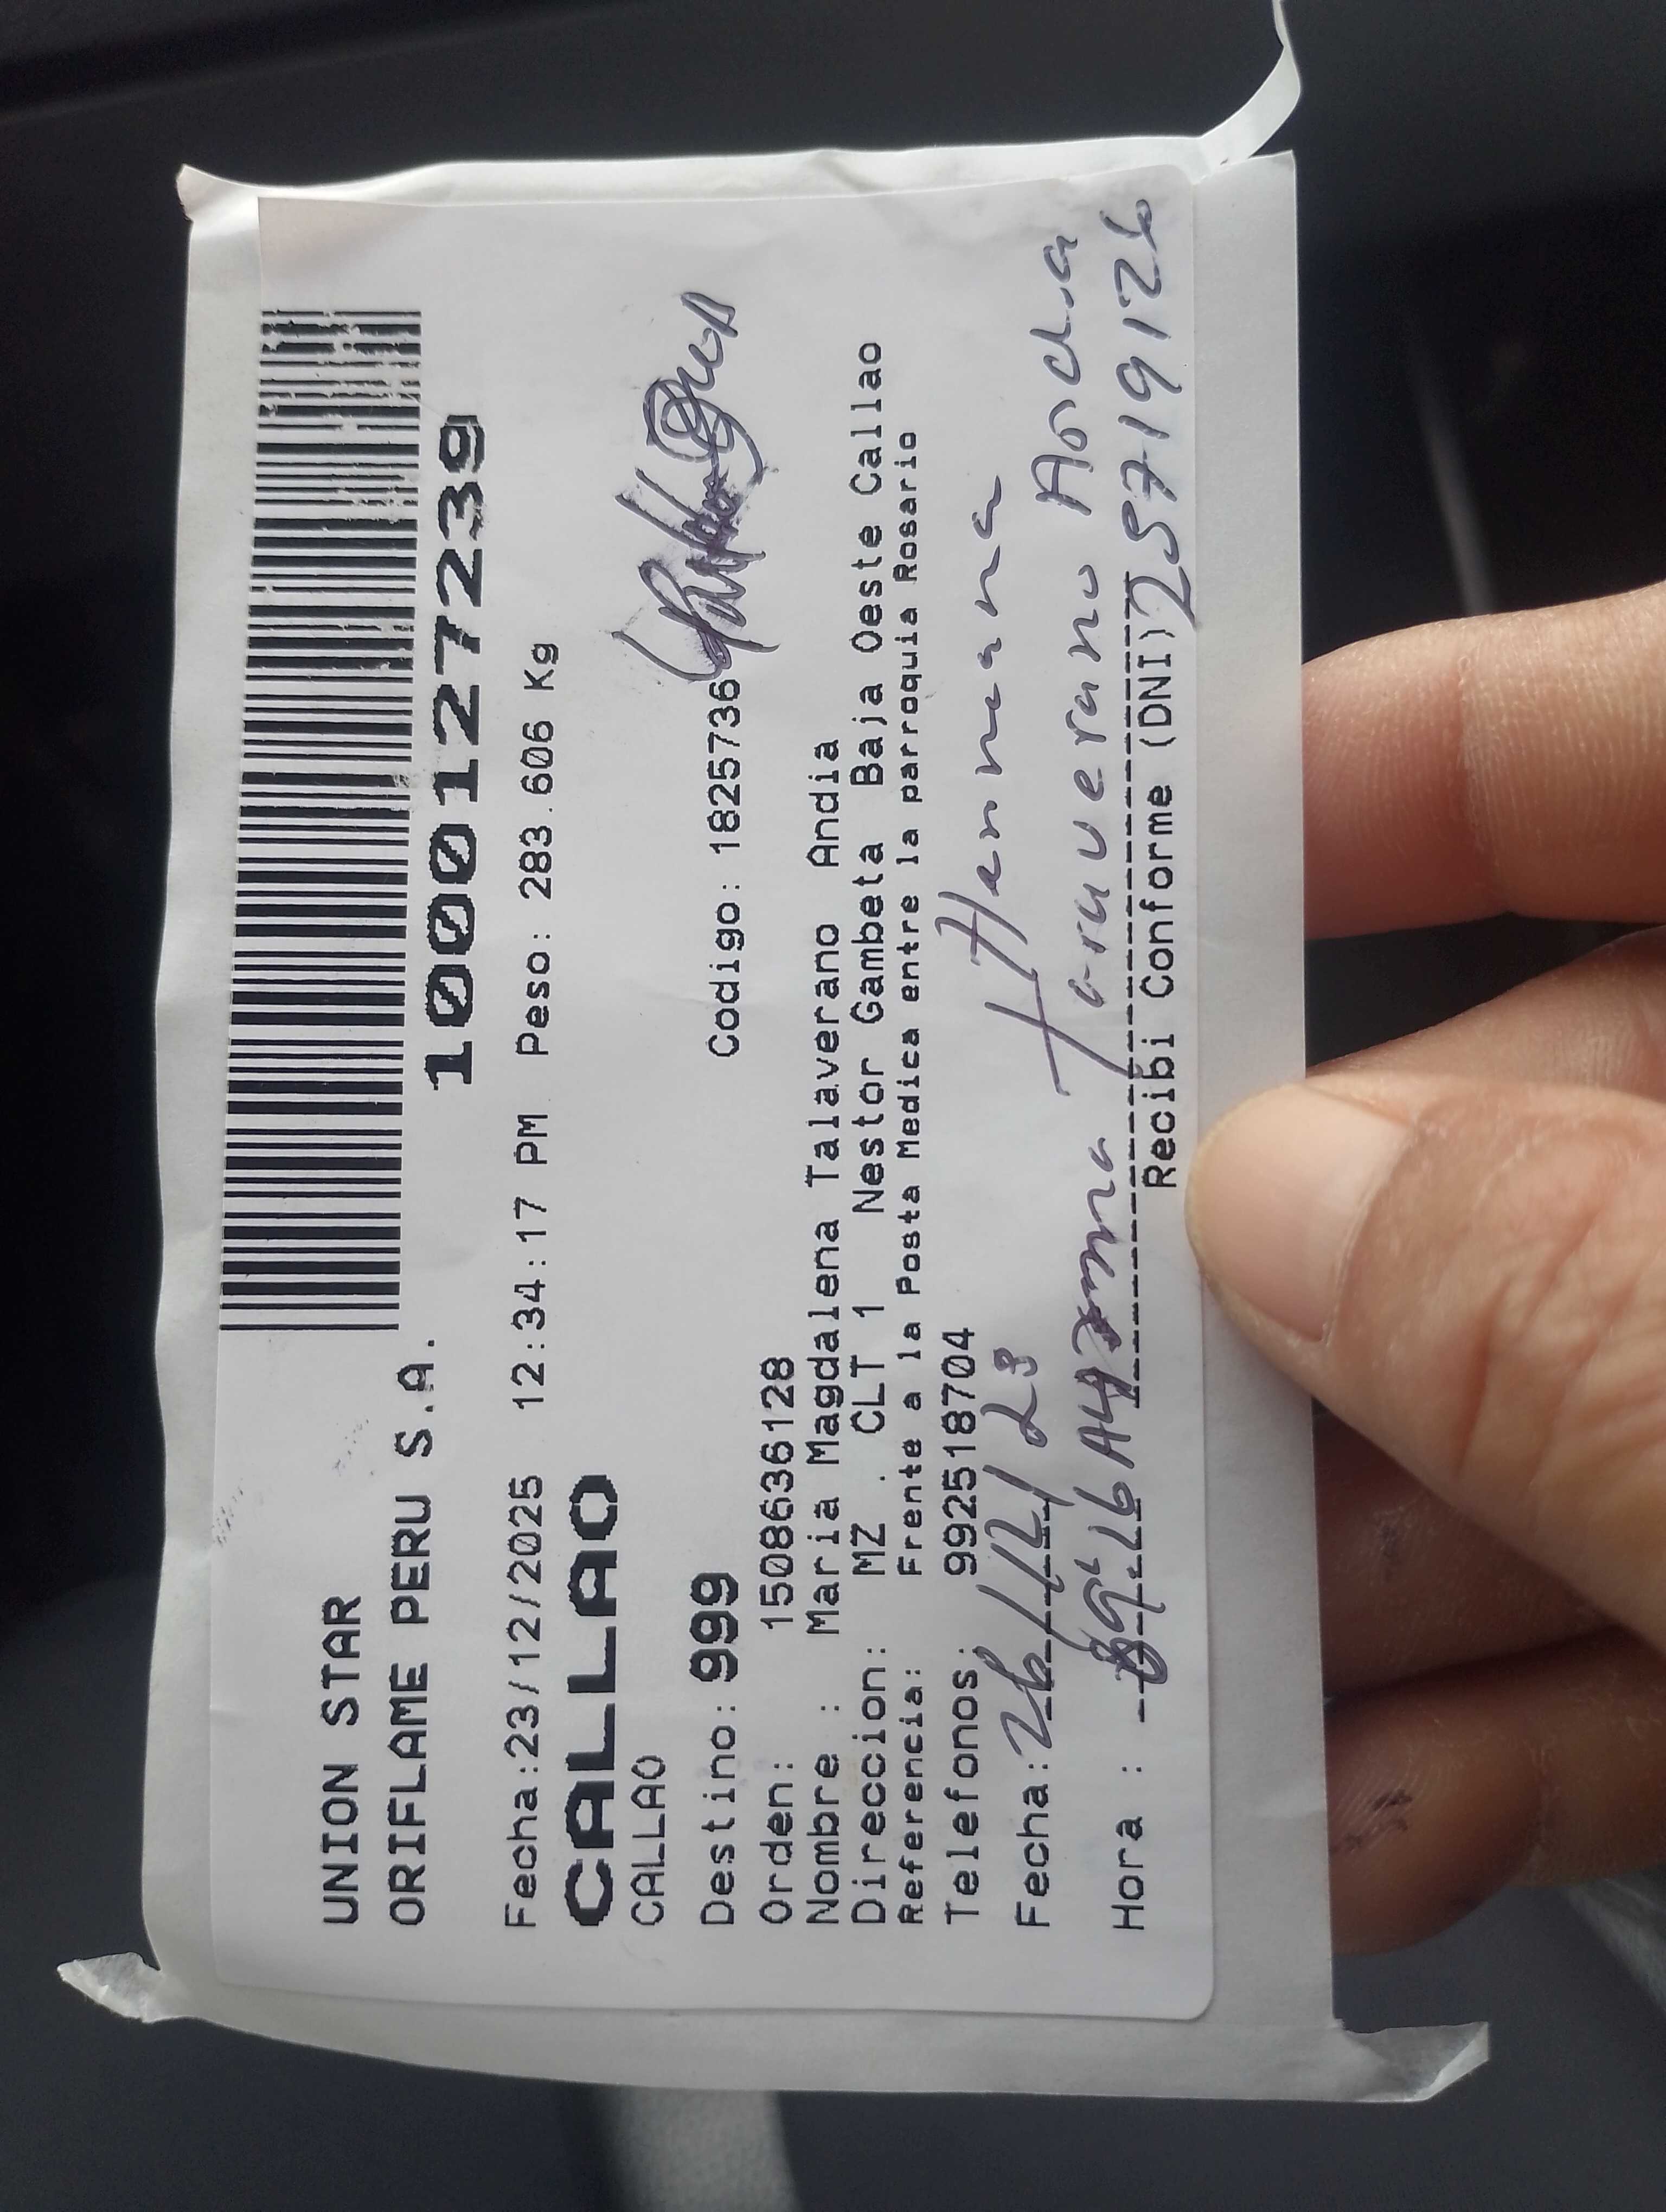 UNION STAR
ORIFLAME PERU S.A.
1000127239
Fecha:23/12/2025 12:34:17 PM Peso: 283.606 Kg
CALLAO
CALLAO
Destino: 999 Codigo: 1825736
Orden: 1508636128
Nombre : Maria Magdalena Talaverano Andia
Direccion: MZ . CLT 1 Nestor Gambeta Baja Oeste Callao
Referencia: Frente a la Posta Medica entre la parroquia Rosario
Telefonos: 992518704
Hermana
Fecha: 26/12/23
Talaverano Andia
Hora :
Recibi Conforme (DNI) 25719126